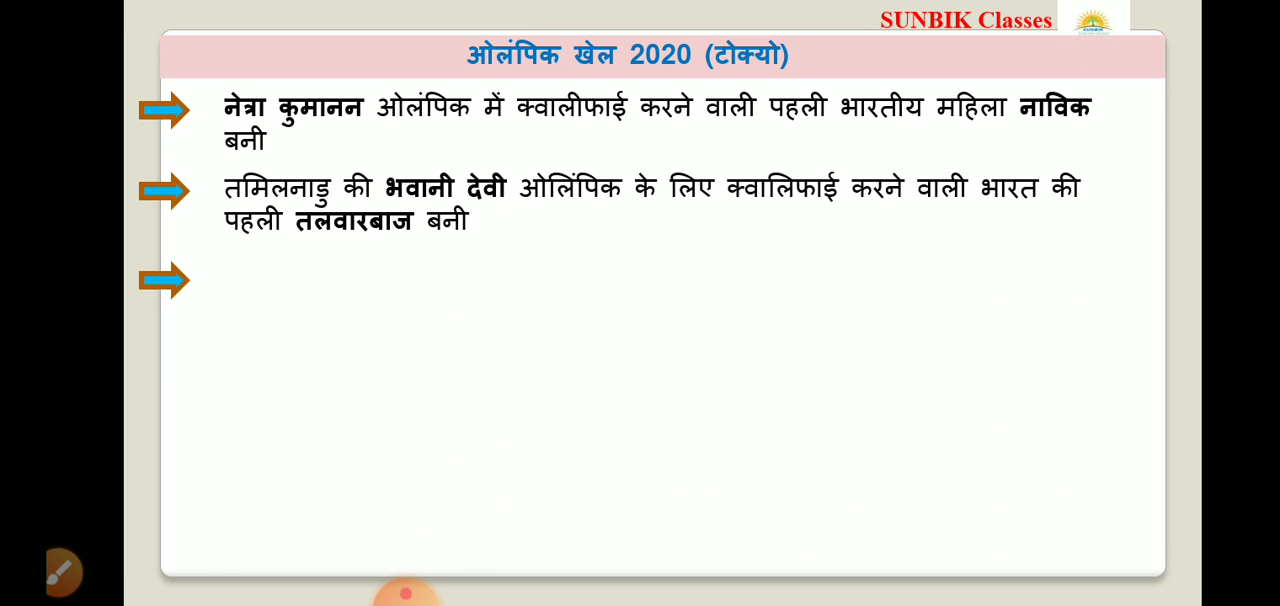 SUNBIK Classes
SUNBIK
ओलंपिक खेल 2020 (टोक्यो)
नेत्रा कुमानन ओलंपिक में क्वालीफाई करने वाली पहली भारतीय महिला नाविक
बनी
तमिलनाडु की भवानी देवी ओलिंपिक के लिए क्वालिफाई करने वाली भारत की
पहली तलवारबाज बनी